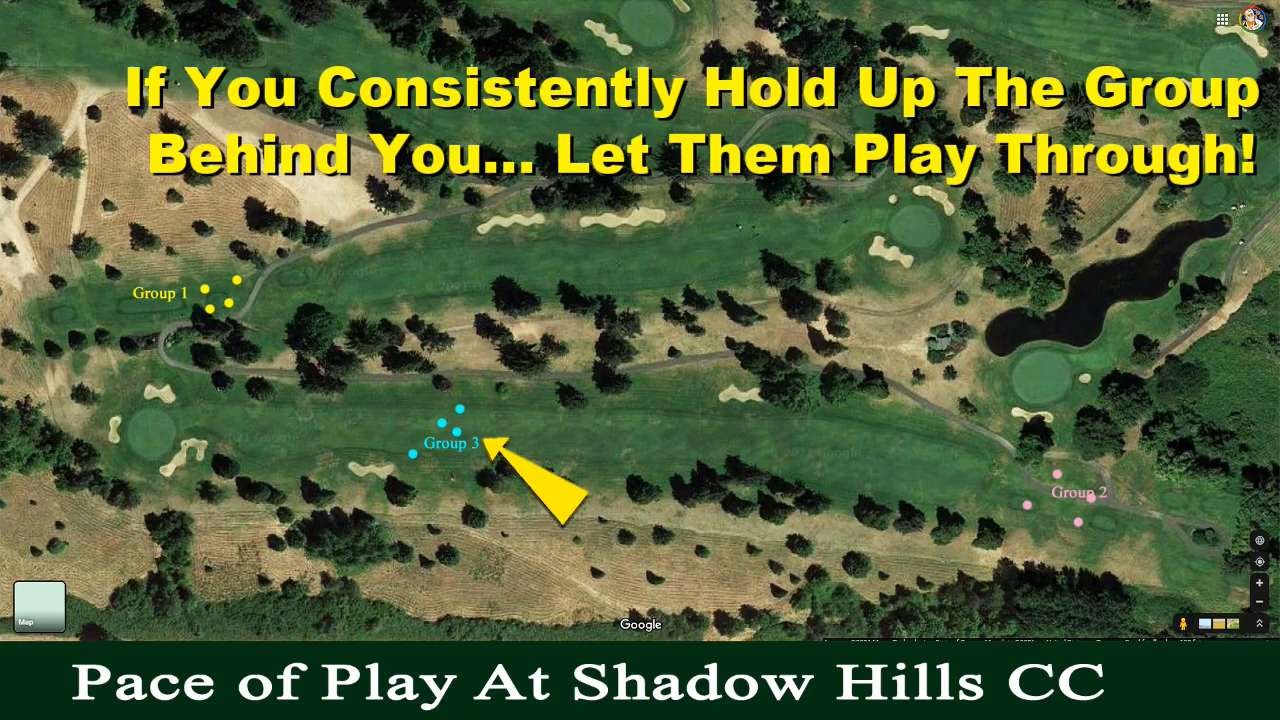 If You Consistently Hold Up The Group
Behind You... Let Them Play Through!
Group 1
Group 3
Group 2
Map
Google
Pace of Play At Shadow Hills CC